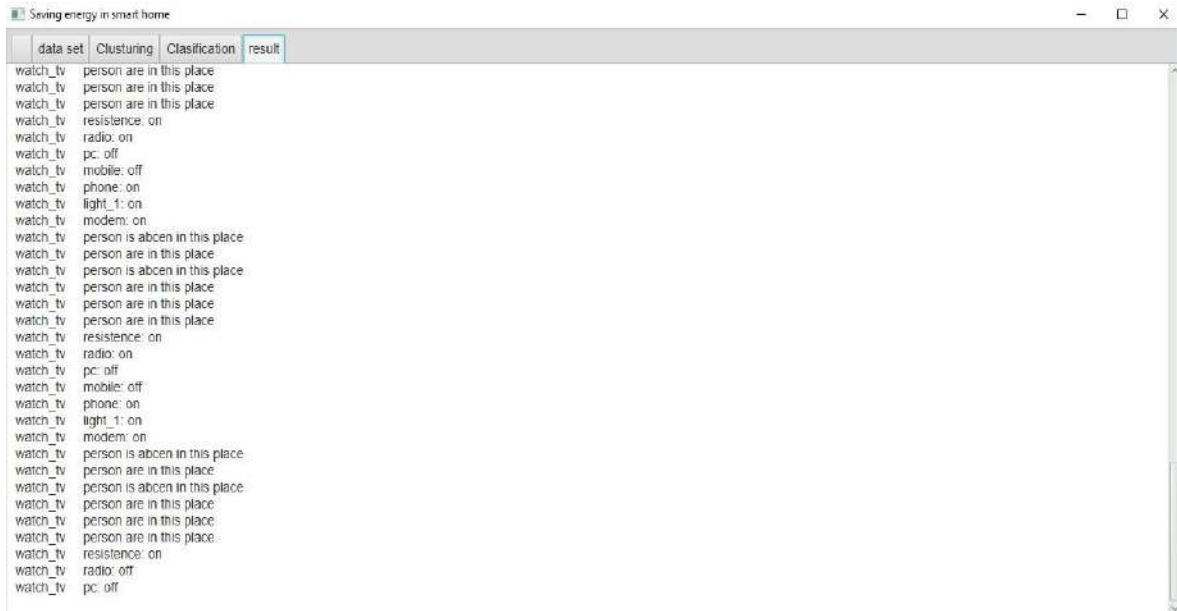 Saving energy in smart home
data set Clusturing Clasification result
watch_tv person are in this place
watch_tv person are in this place
watch_tv person are in this place
watch_tv resistence: on
watch_tv radio: on
watch_tv pc: off
watch_tv mobile: off
watch_tv phone: on
watch_tv light_1: on
watch_tv modem: on
watch_tv person is abcen in this place
watch_tv person are in this place
watch_tv person is abcen in this place
watch_tv person are in this place
watch_tv person are in this place
watch_tv person are in this place
watch_tv resistence: on
watch_tv radio: on
watch_tv pc: off
watch_tv mobile: off
watch_tv phone: on
watch_tv light_1: on
watch_tv modem: on
watch_tv person is abcen in this place
watch_tv person are in this place
watch_tv person is abcen in this place
watch_tv person are in this place
watch_tv person are in this place
watch_tv person are in this place
watch_tv resistence: on
watch_tv radio: off
watch_tv pc: off